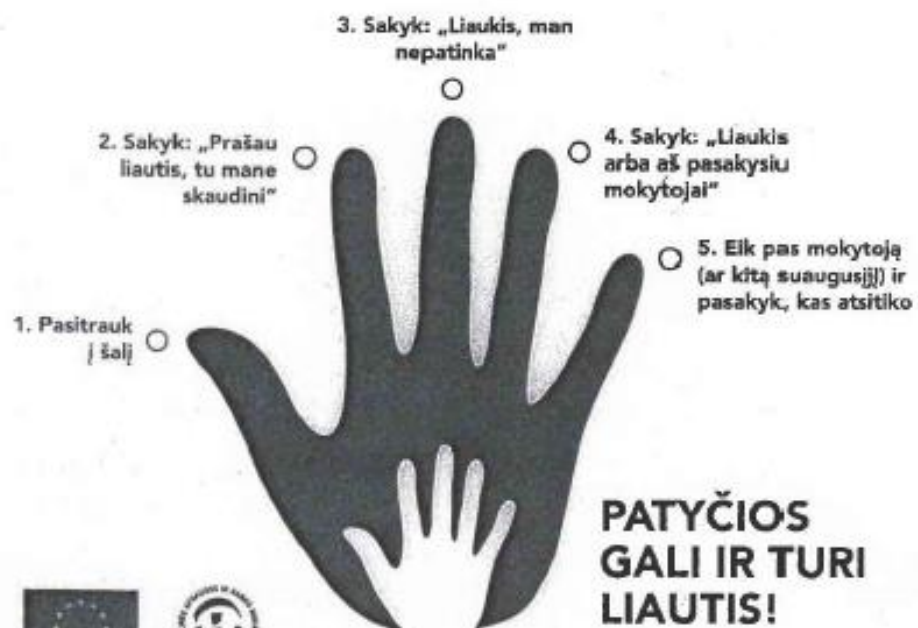 3. Sakyk: „Liaukis, man
nepatinka“
2. Sakyk: „Prašau
liautis, tu mane
skaudini“
4. Sakyk: „Liaukis
arba aš pasakysiu
mokytojai“
5. Eik pas mokytoją
(ar kitą suaugusįjį) ir
pasakyk, kas atsitiko
1. Pasitrauk
į šalį
PATYČIOS
GALI IR TURI
LIAUTIS!